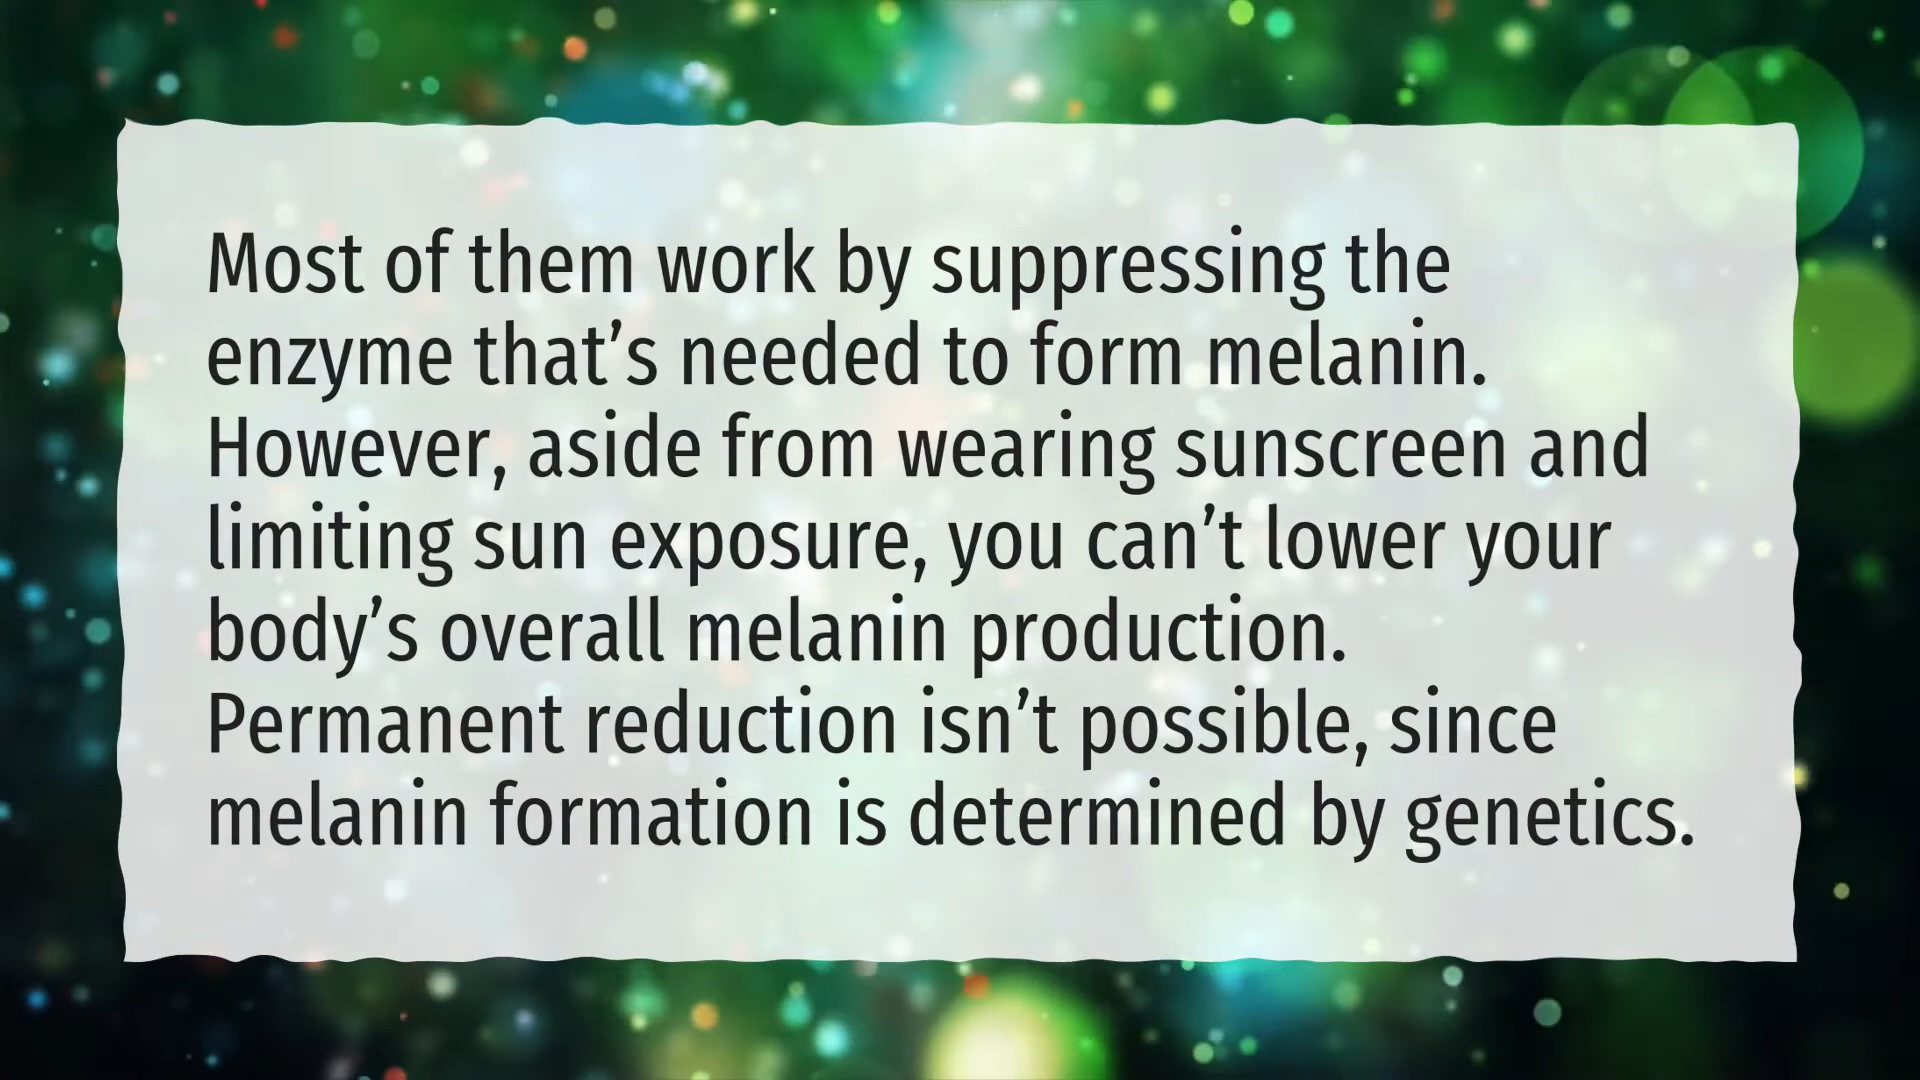 Most of them work by suppressing the
enzyme that’s needed to form melanin.
However, aside from wearing sunscreen and
limiting sun exposure, you can’t lower your
body’s overall melanin production.
Permanent reduction isn’t possible, since
melanin formation is determined by genetics.